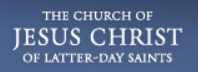 THE CHURCH OF
JESUS CHRIST
OF LATTER-DAY SAINTS